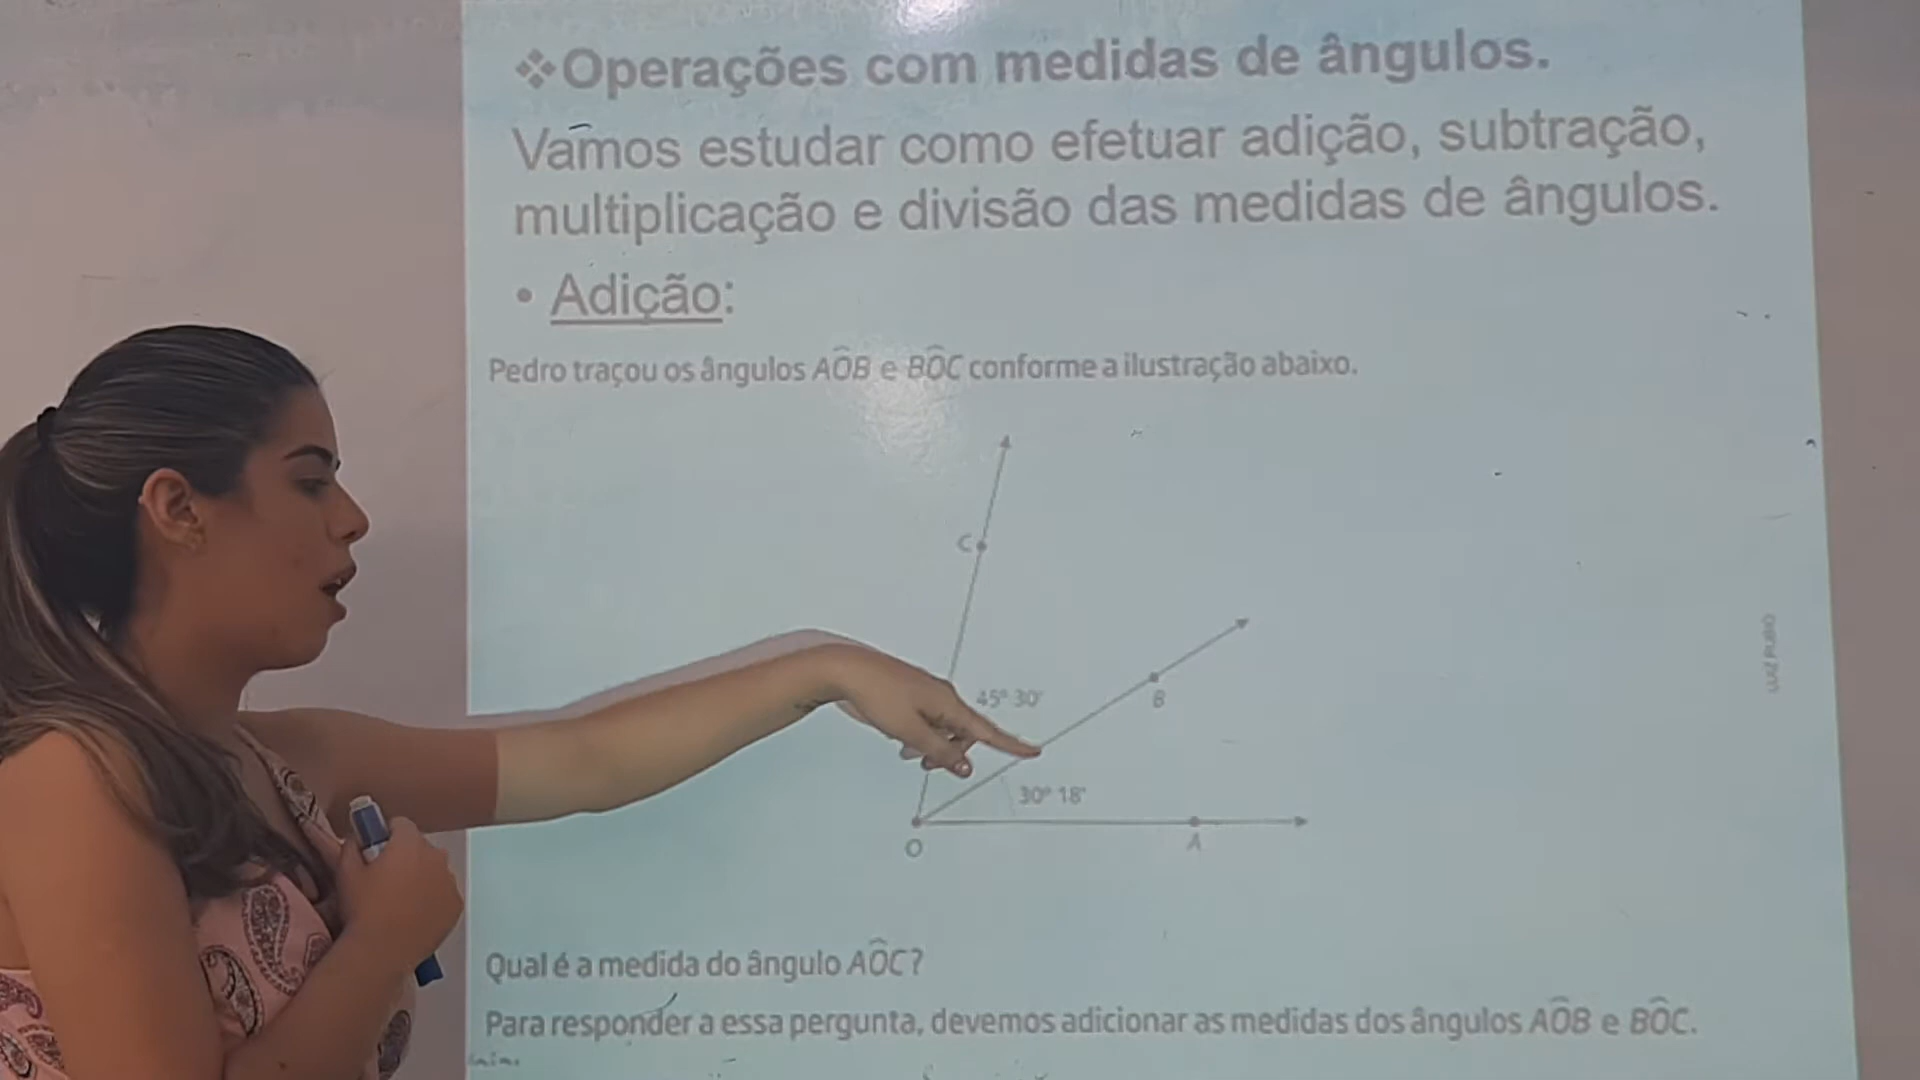 ❖Operações com medidas de ângulos.
Vamos estudar como efetuar adição, subtração,
multiplicação e divisão das medidas de ângulos.
• Adição:
Pedro traçou os ângulos AÔB e BÔC conforme a ilustração abaixo.
C
45º 30'
B
30º 18'
O
A
Qual é a medida do ângulo AÔC?
Para responder a essa pergunta, devemos adicionar as medidas dos ângulos AÔB e BÔC.